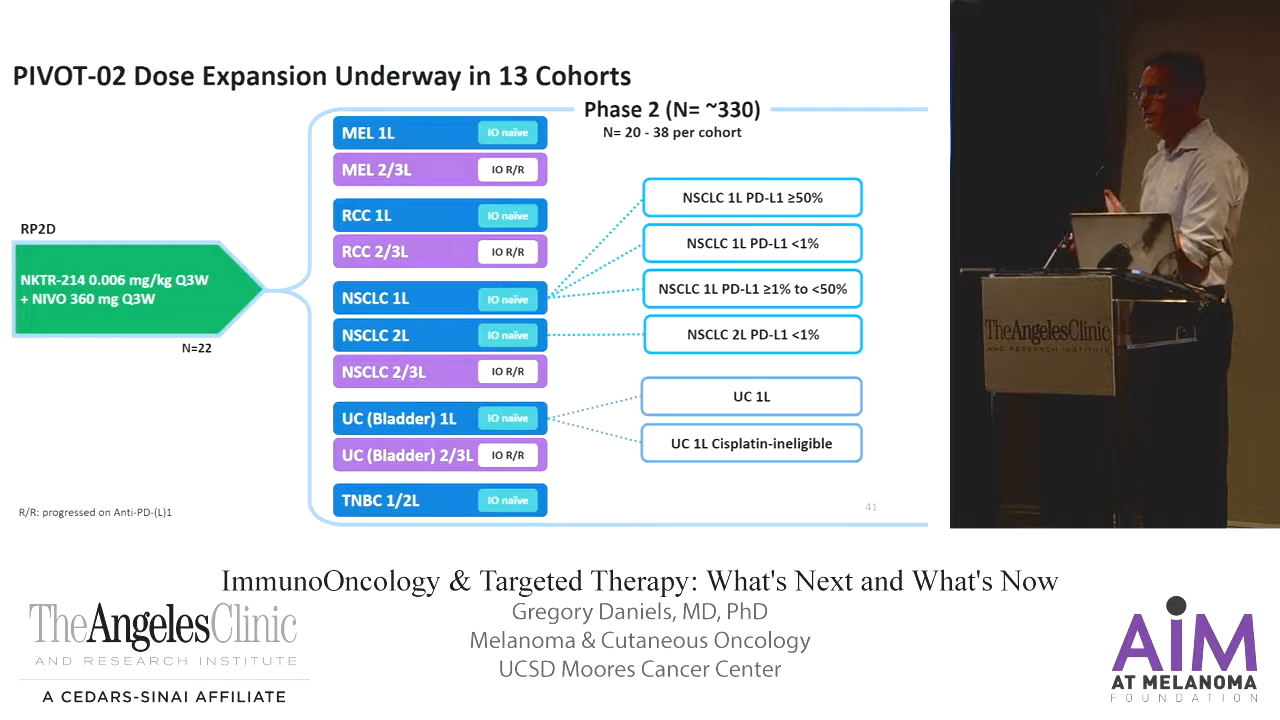 PIVOT-02 Dose Expansion Underway in 13 Cohorts
Phase 2 (N= ~330)
N= 20 - 38 per cohort
RP2D
NKTR-214 0.006 mg/kg Q3W
+ NIVO 360 mg Q3W
N=22
MEL 1L IO naïve
MEL 2/3L IO R/R
RCC 1L IO naïve
RCC 2/3L IO R/R
NSCLC 1L IO naïve
NSCLC 2L IO naïve
NSCLC 2/3L IO R/R
UC (Bladder) 1L IO naïve
UC (Bladder) 2/3L IO R/R
TNBC 1/2L IO naïve
NSCLC 1L PD-L1 ≥50%
NSCLC 1L PD-L1 <1%
NSCLC 1L PD-L1 ≥1% to <50%
NSCLC 2L PD-L1 <1%
UC 1L
UC 1L Cisplatin-ineligible
R/R: progressed on Anti-PD-(L)1
41
TheAngelesClinic
AND RESEARCH INSTITUTE
ImmunoOncology & Targeted Therapy: What's Next and What's Now
Gregory Daniels, MD, PhD
Melanoma & Cutaneous Oncology
UCSD Moores Cancer Center
TheAngelesClinic
AND RESEARCH INSTITUTE
A CEDARS-SINAI AFFILIATE
AiM
AT MELANOMA
FOUNDATION